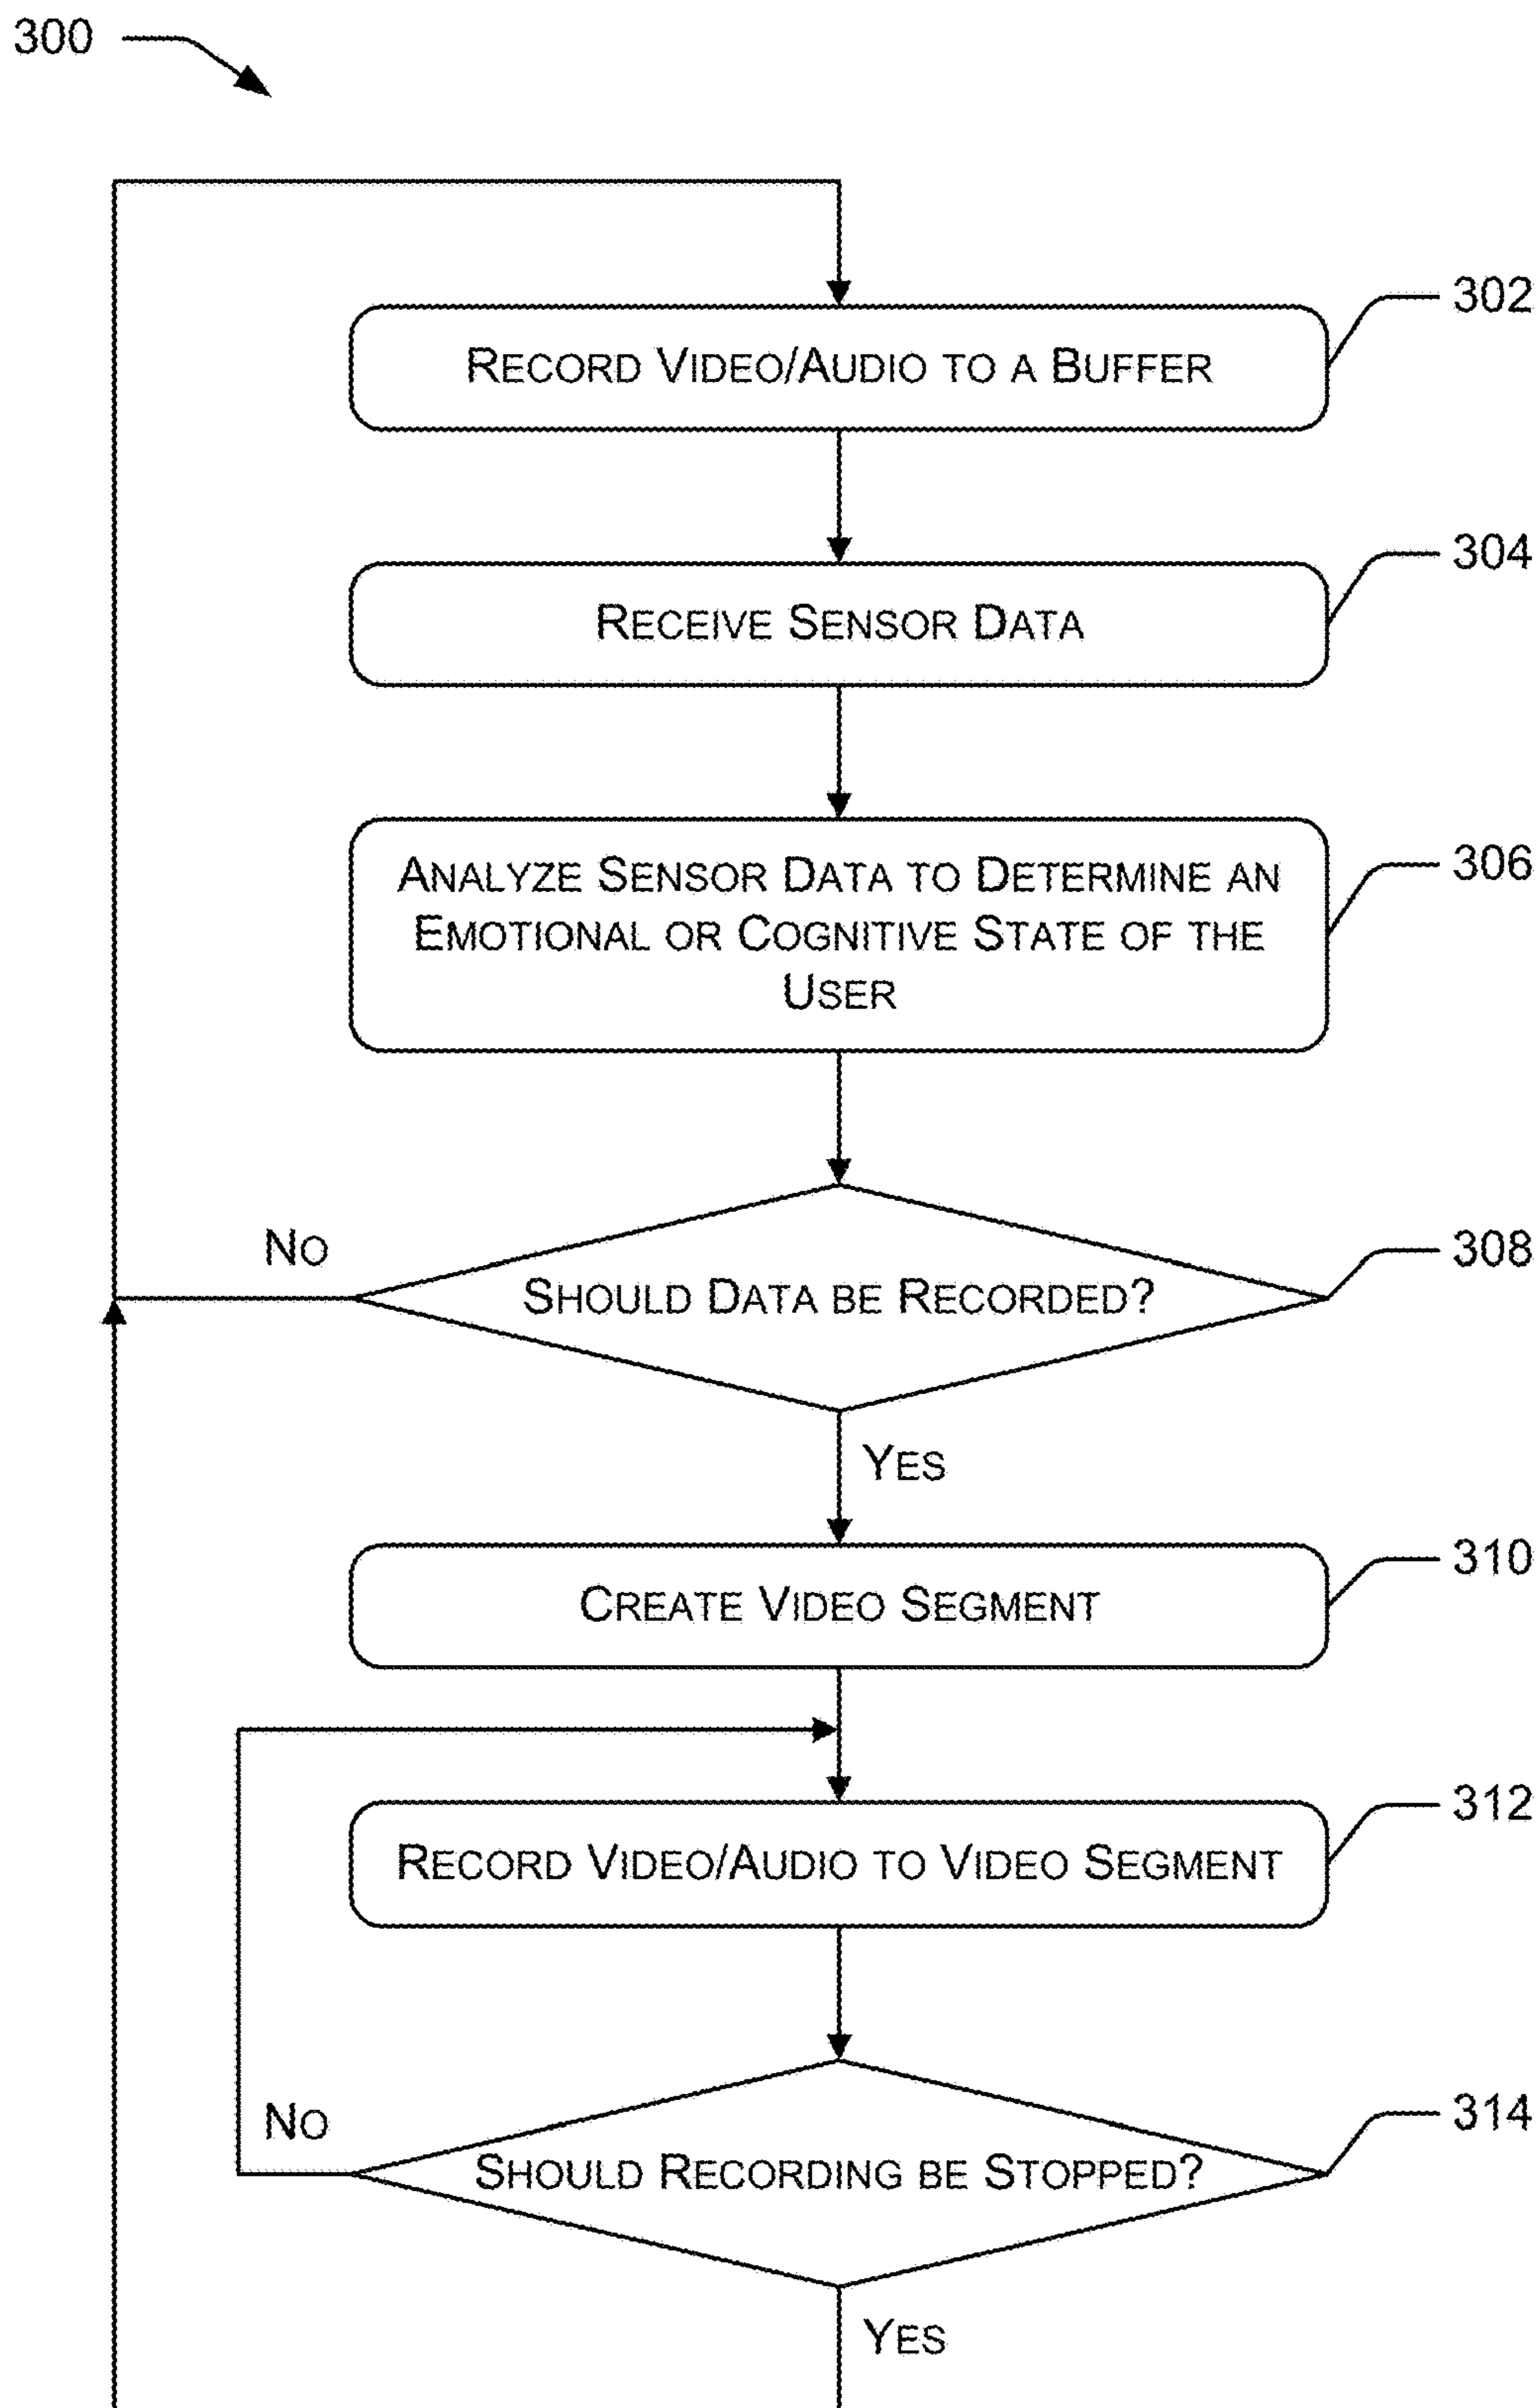 300
302
Record Video/Audio to a Buffer
304
Receive Sensor Data
306
Analyze Sensor Data to Determine an
Emotional or Cognitive State of the
User
No
308
Should Data be Recorded?
Yes
310
Create Video Segment
312
Record Video/Audio to Video Segment
No
314
Should Recording be Stopped?
Yes